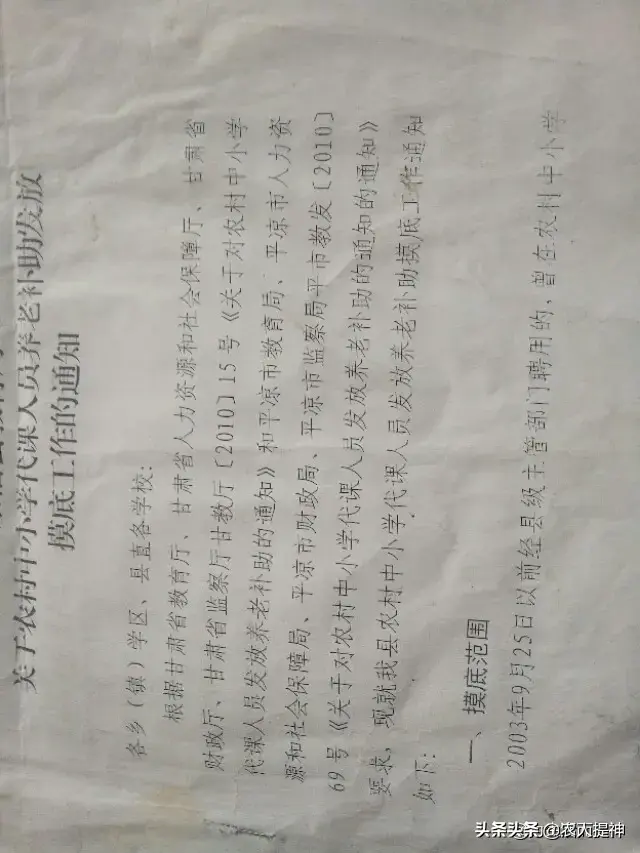 关于农村中小学代课人员养老补助发放
摸底工作的通知
各乡(镇)学区、县直各学校:
根据甘肃省教育厅、甘肃省人力资源和社会保障厅、甘肃省
财政厅、甘肃省监察厅甘教厅〔2010〕15号《关于对农村中小学
代课人员发放养老补助的通知》和平凉市教育局、平凉市人力资
源和社会保障局、平凉市财政局、平凉市监察局平市教发〔2010〕
69号《关于对农村中小学代课人员发放养老补助的通知的通知》
要求，现就我县农村中小学代课人员发放养老补助摸底工作通知
如下:
一、摸底范围
2003年9月25日以前经县级主管部门聘用的，曾在农村中小学
头条头条@农丙提神